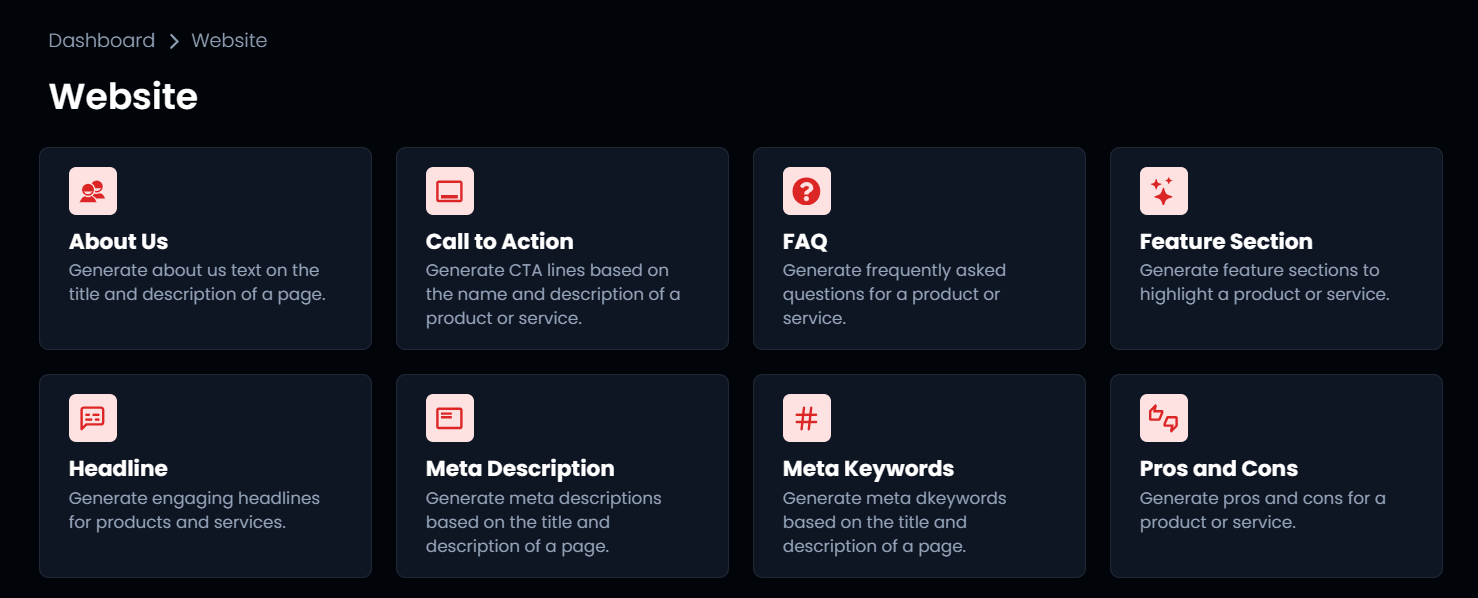 Dashboard > Website
Website
About Us
Generate about us text on the
title and description of a page.
Call to Action
Generate CTA lines based on
the name and description of a
product or service.
FAQ
Generate frequently asked
questions for a product or
service.
Feature Section
Generate feature sections to
highlight a product or service.
Headline
Generate engaging headlines
for products and services.
Meta Description
Generate meta descriptions
based on the title and
description of a page.
Meta Keywords
Generate meta dkeywords
based on the title and
description of a page.
Pros and Cons
Generate pros and cons for a
product or service.